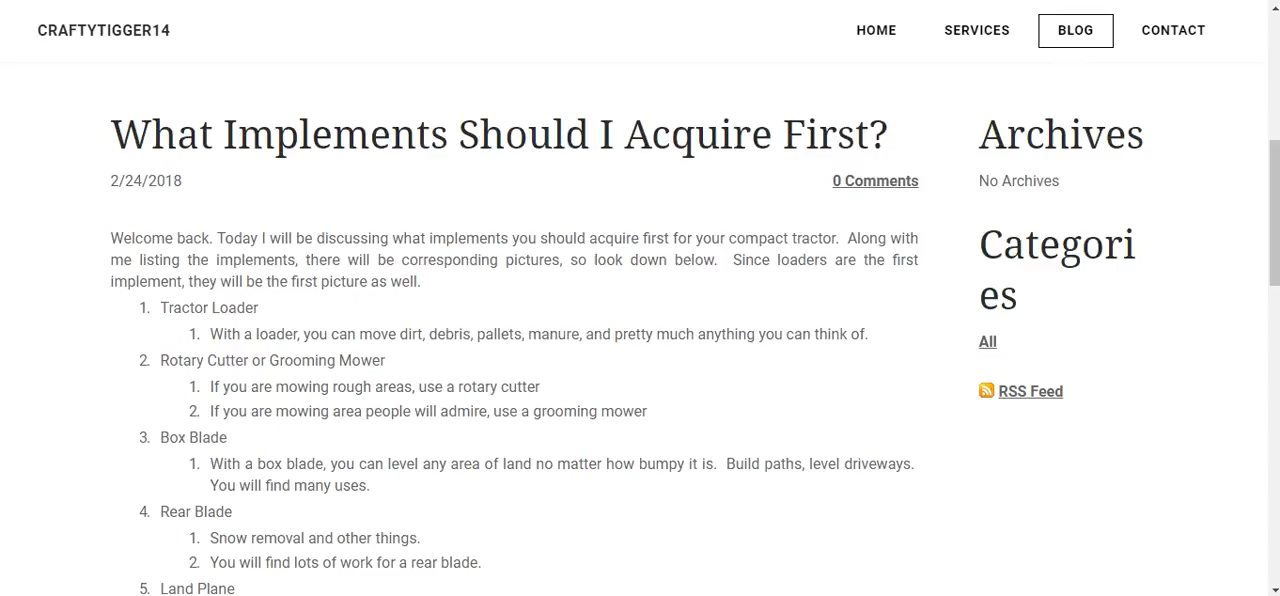 CRAFTYTIGGER14
HOME
SERVICES
BLOG
CONTACT
What Implements Should I Acquire First?
2/24/2018
0 Comments
Welcome back. Today I will be discussing what implements you should acquire first for your compact tractor.  Along with
me listing the implements, there will be corresponding pictures, so look down below.  Since loaders are the first
implement, they will be the first picture as well.
1. Tractor Loader
1. With a loader, you can move dirt, debris, pallets, manure, and pretty much anything you can think of.
2. Rotary Cutter or Grooming Mower
1. If you are mowing rough areas, use a rotary cutter
2. If you are mowing area people will admire, use a grooming mower
3. Box Blade
1. With a box blade, you can level any area of land no matter how bumpy it is.  Build paths, level driveways.
You will find many uses.
4. Rear Blade
1. Snow removal and other things.
2. You will find lots of work for a rear blade.
5. Land Plane
Archives
No Archives
Categori
es
All
RSS Feed